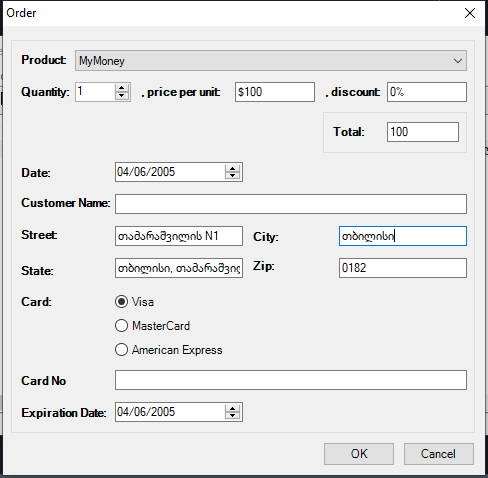 Order
Product: MyMoney
Quantity: 1 , price per unit: $100 , discount: 0%
Total: 100
Date: 04/06/2005
Customer Name:
Street: თამარაშვილის N1 City: თბილისი
State: თბილისი, თამარაშვილ Zip: 0182
Card: Visa
MasterCard
American Express
Card No
Expiration Date: 04/06/2005
OK Cancel